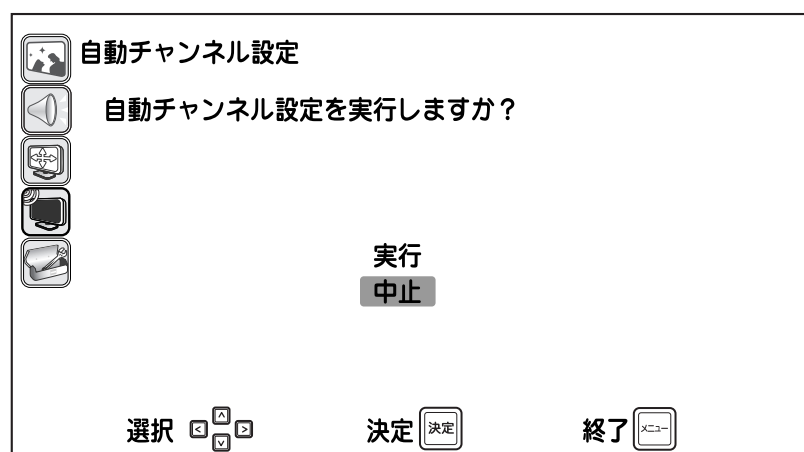 自動チャンネル設定
自動チャンネル設定を実行しますか？
実行
中止
選択 決定 決定 終了 メニュー